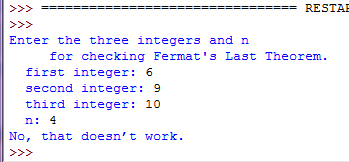 >>> ================================ RESTAR
>>>
Enter the three integers and n
     for checking Fermat's Last Theorem.
  first integer: 6
  second integer: 9
  third integer: 10
  n: 4
No, that doesn’t work.
>>>